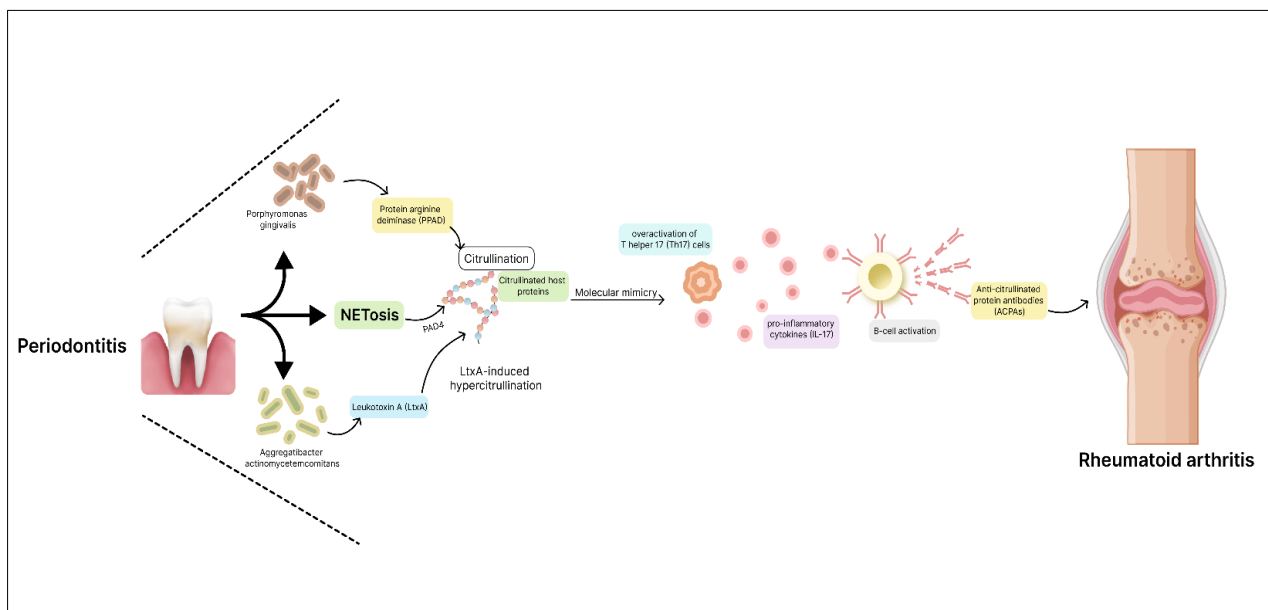 Periodontitis
Porphyromonas
gingivalis
Protein arginine
deiminase (PPAD)
Citrullination
Citrullinated host
proteins
NETosis
PAD4
LtxA-induced
hypercitrullination
Leukotoxin A (LtxA)
Aggregatibacter
actinomycetemcomitans
Molecular mimicry
overactivation of
T helper 17 (Th17) cells
pro-inflammatory
cytokines (IL-17)
B-cell activation
Anti-citrullinated
protein antibodies
(ACPAs)
Rheumatoid arthritis